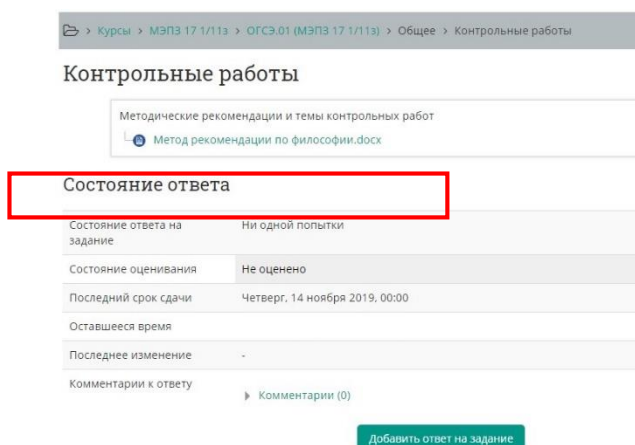 > Курсы > МЭПЗ 17 1/11з > ОГСЭ.01 (МЭПЗ 17 1/11з) > Общее > Контрольные работы
Контрольные работы
Методические рекомендации и темы контрольных работ
Метод рекомендации по философии.docx
Состояние ответа
Состояние ответа на задание Ни одной попытки
Состояние оценивания Не оценено
Последний срок сдачи Четверг, 14 ноября 2019, 00:00
Оставшееся время
Последнее изменение -
Комментарии к ответу
Комментарии (0)
Добавить ответ на задание